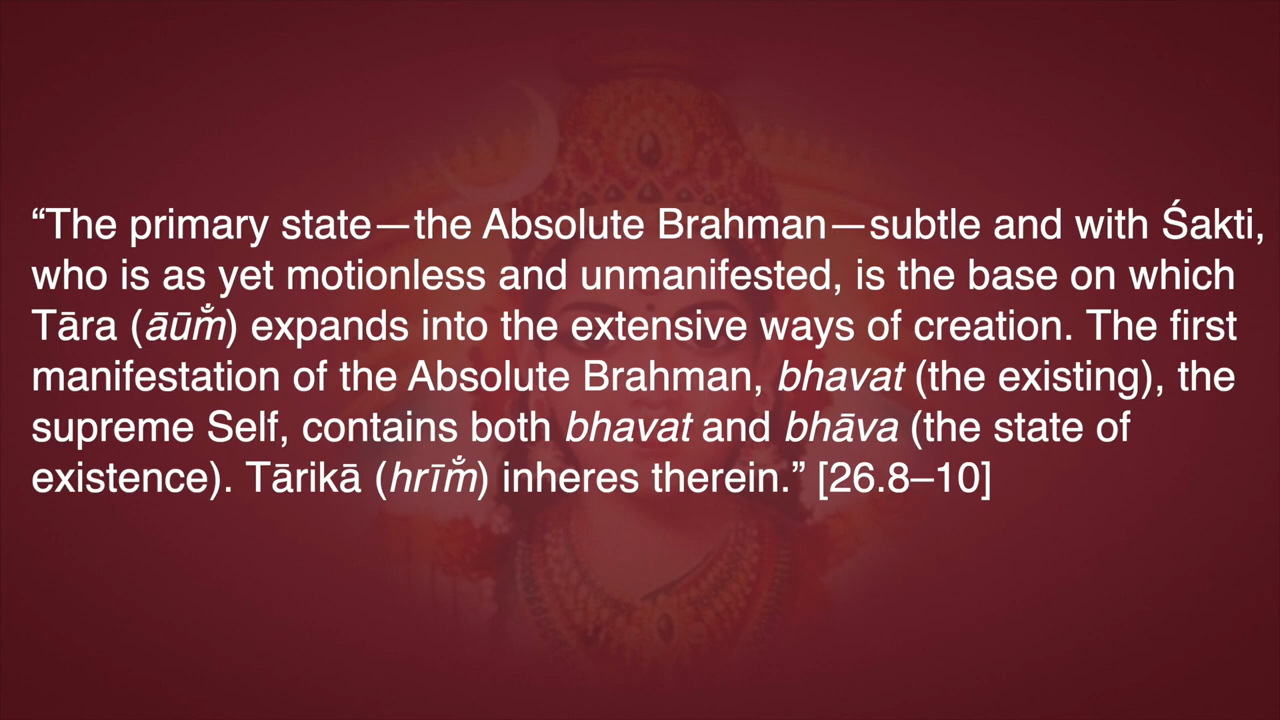 “The primary state—the Absolute Brahman—subtle and with Śakti,
who is as yet motionless and unmanifested, is the base on which
Tāra (āūm̐) expands into the extensive ways of creation. The first
manifestation of the Absolute Brahman, bhavat (the existing), the
supreme Self, contains both bhavat and bhāva (the state of
existence). Tārikā (hrīm̐) inheres therein.” [26.8–10]